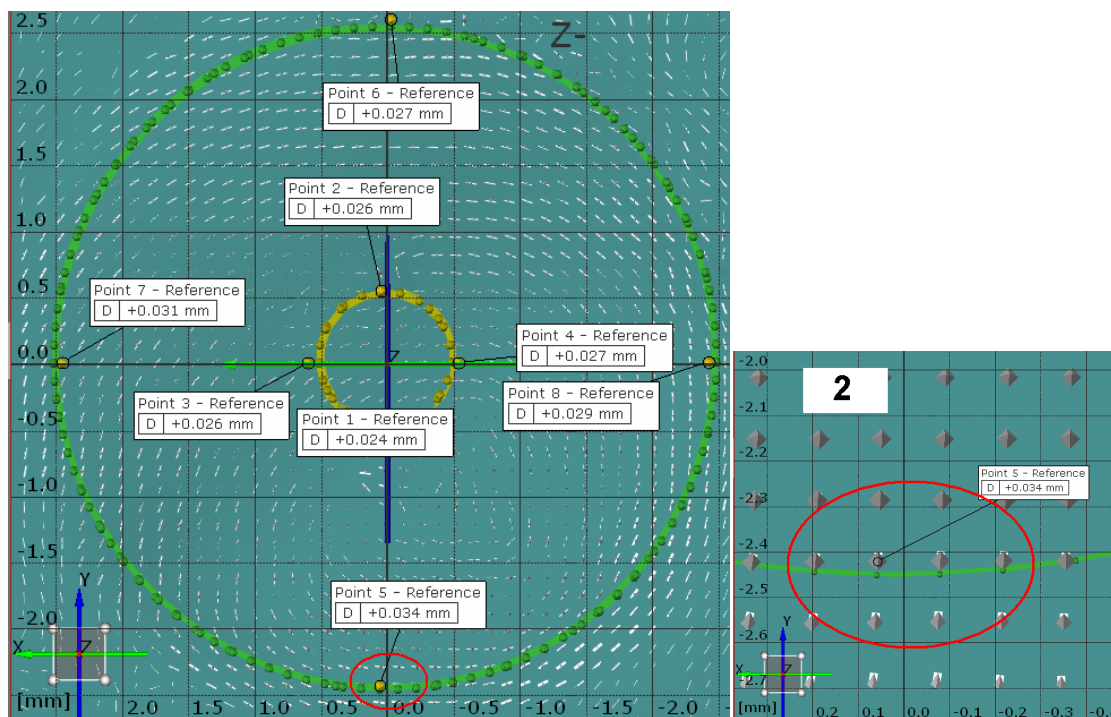 2.5
Z-
Point 6 - Reference
D +0.027 mm
2.0
1.5
Point 2 - Reference
D +0.026 mm
1.0
0.5
Point 7 - Reference
D +0.031 mm
Point 4 - Reference
D +0.027 mm
0.0
Z
Point 8 - Reference
D +0.029 mm
Point 3 - Reference
D +0.026 mm
Point 1 - Reference
D +0.024 mm
-0.5
-1.0
-1.5
Y
Point 5 - Reference
D +0.034 mm
-2.0
X
Z
[mm] 2.0 1.5 1.0 0.5 0.0 -0.5 -1.0 -1.5 -2.0
-2.0
2
-2.1
-2.2
Point 5 - Reference
D +0.034 mm
-2.3
-2.4
-2.5
-2.6
Y
X
Z
-2.7
[mm] 0.2 0.1 0.0 -0.1 -0.2 -0.3